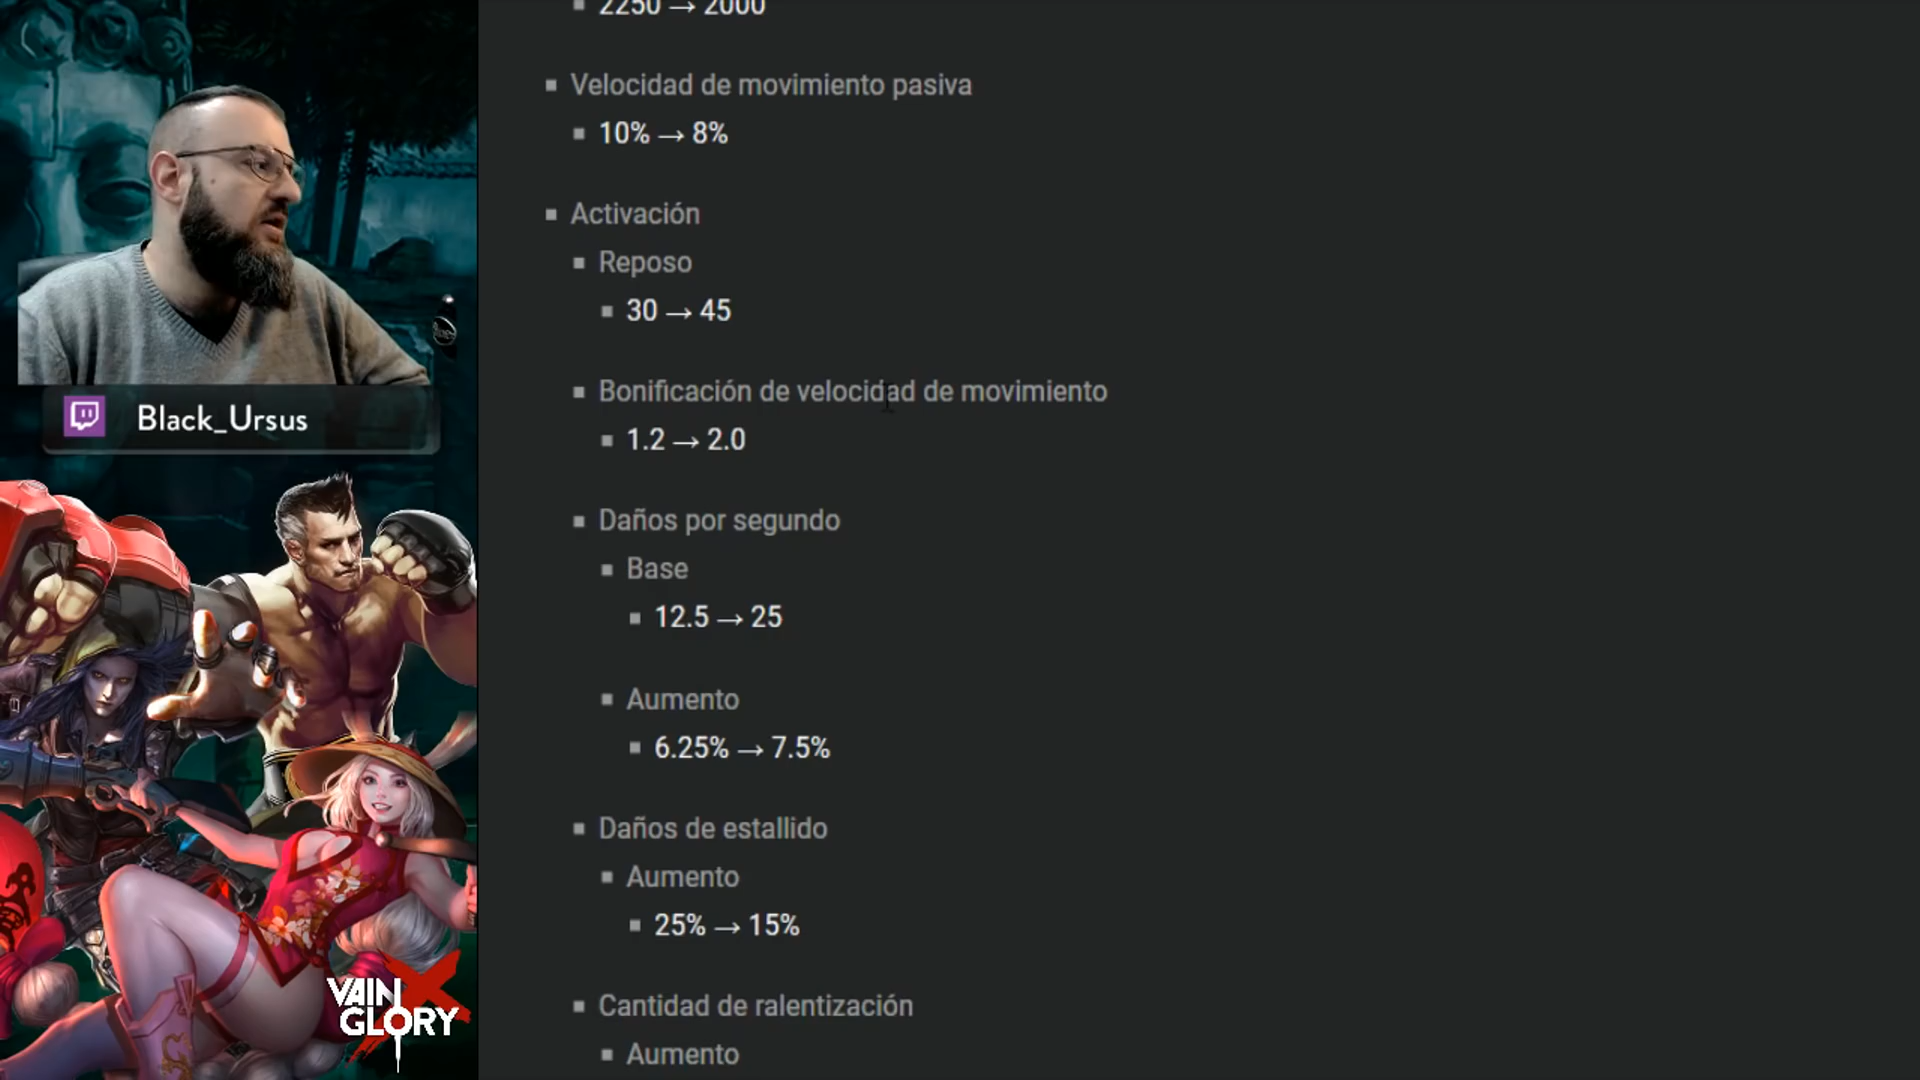 2250 → 2000
Velocidad de movimiento pasiva
10% → 8%
Activación
Reposo
30 → 45
Bonificación de velocidad de movimiento
1.2 → 2.0
Daños por segundo
Base
12.5 → 25
Aumento
6.25% → 7.5%
Daños de estallido
Aumento
25% → 15%
Cantidad de ralentización
Aumento
Black_Ursus
VAIN
GLORY